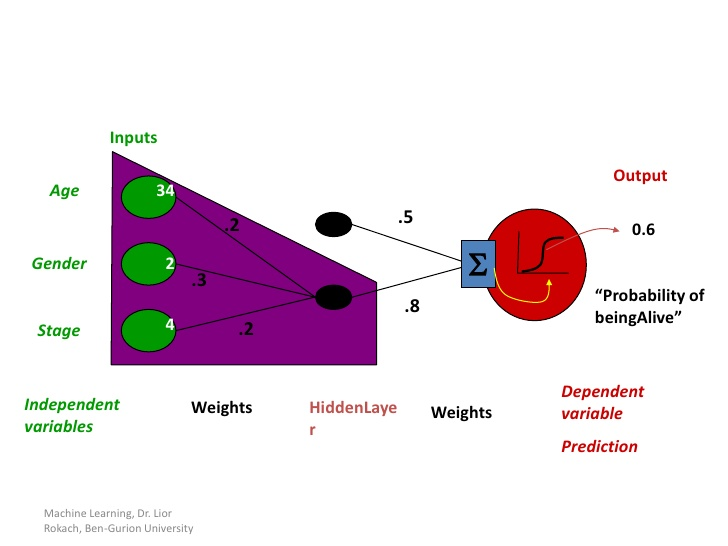 Inputs
Output
Age
34
.2
.5
0.6
Gender
2
.3
Σ
Stage
4
.2
.8
“Probability of
beingAlive”
Independent
variables
Weights
HiddenLaye
r
Weights
Dependent
variable
Prediction
Machine Learning, Dr. Lior
Rokach, Ben-Gurion University